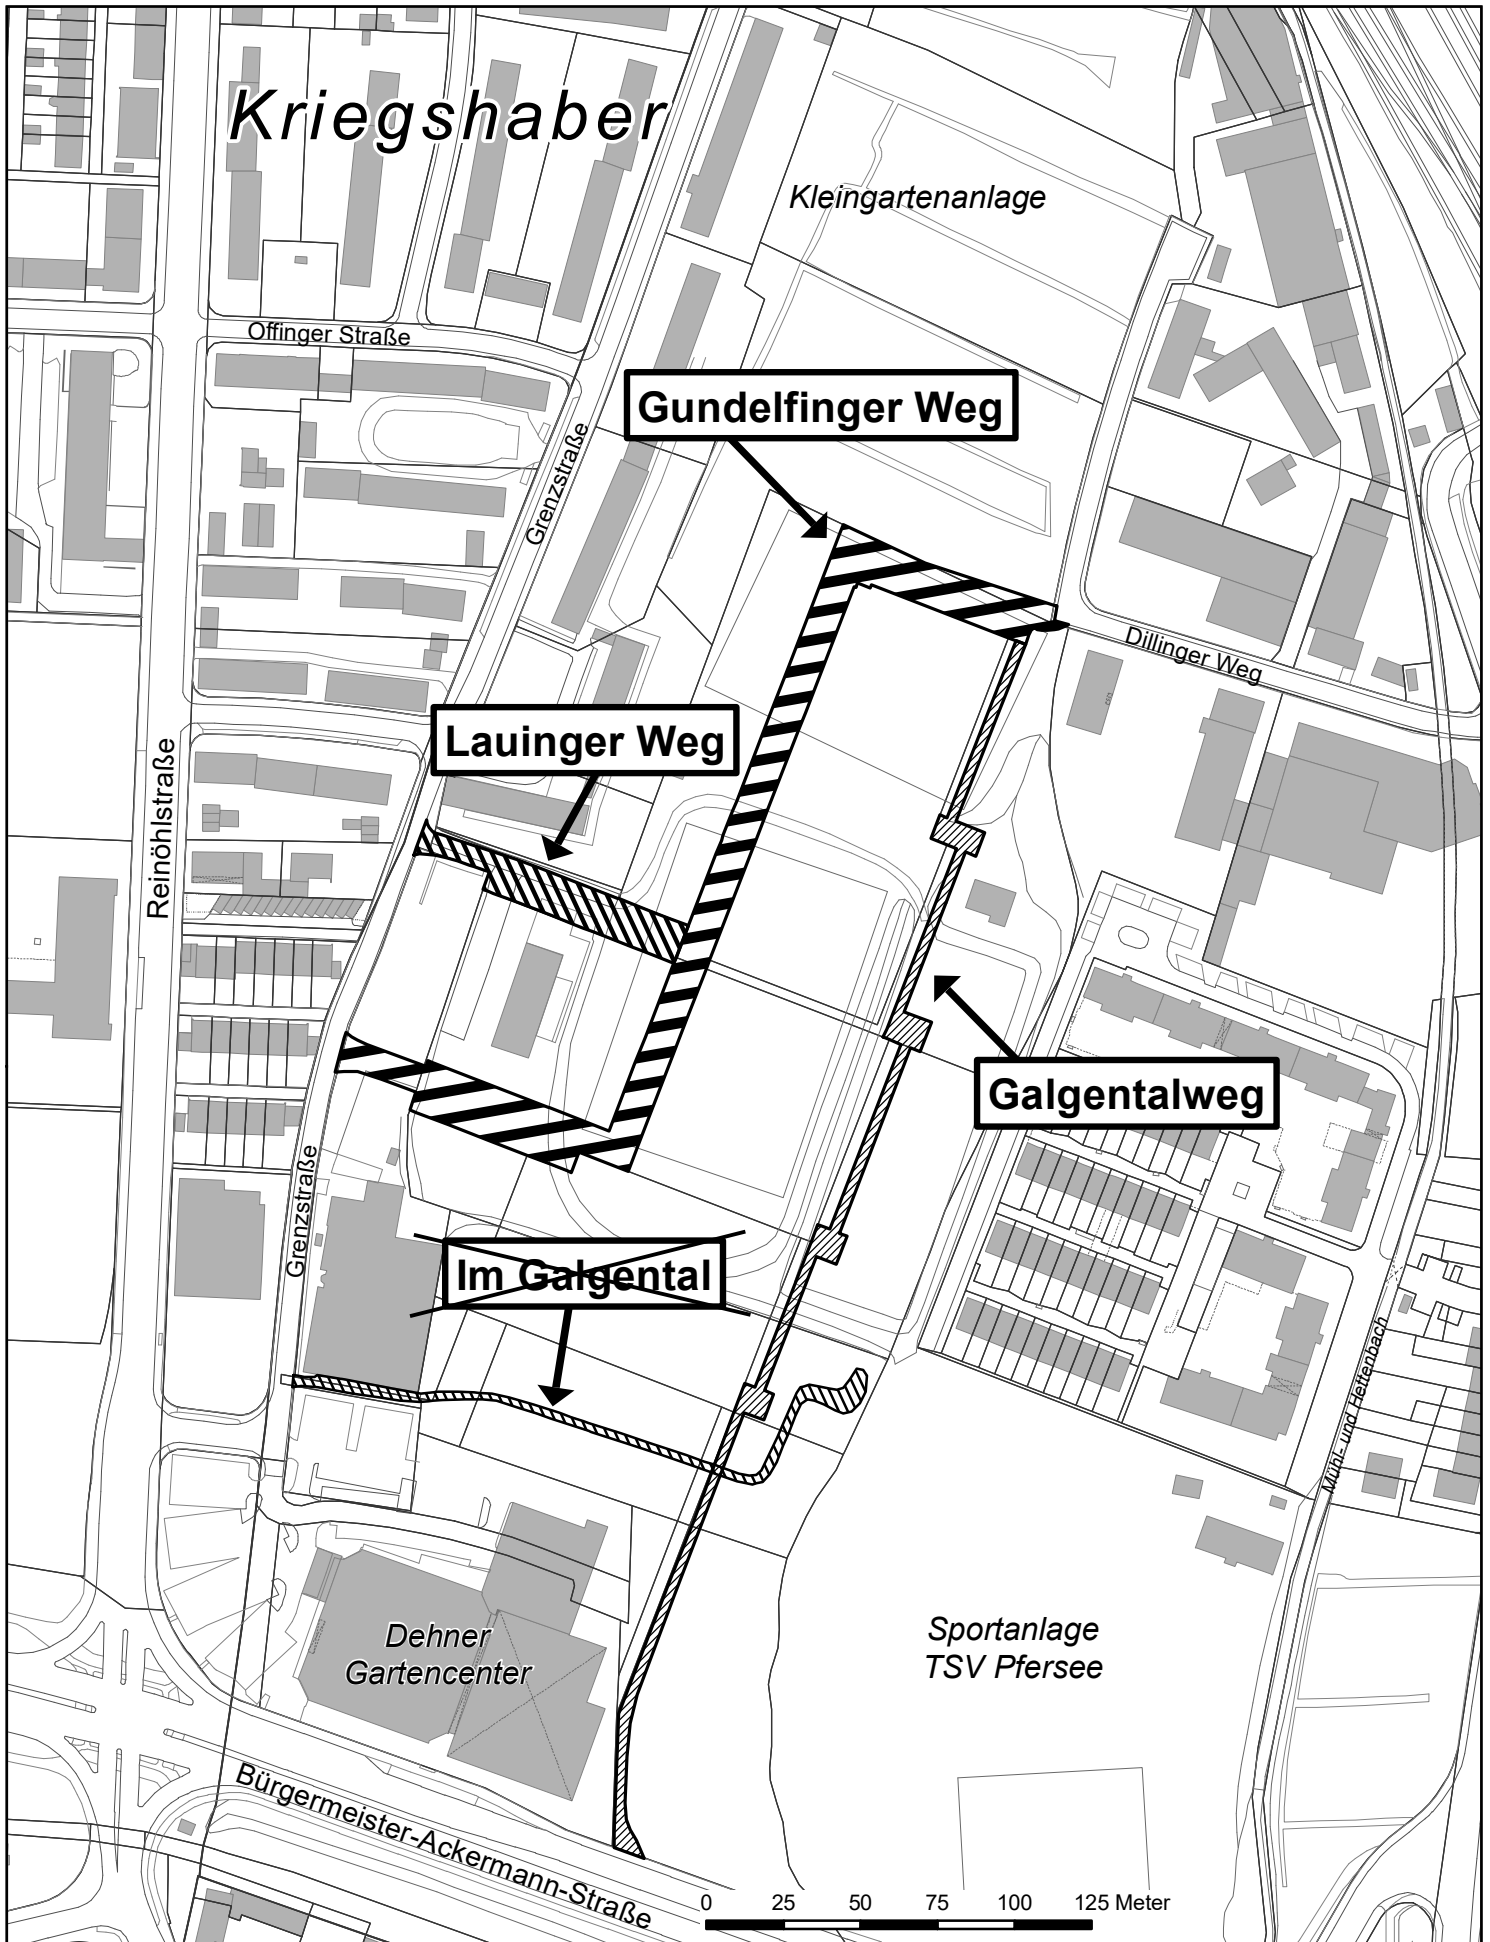 Kriegshaber
Kleingartenanlage
Offinger Straße
Gundelfinger Weg
Grenzstraße
Dillinger Weg
Lauinger Weg
Reinöhlstraße
Galgentalweg
Grenzstraße
Im Galgental
Mühl- und Hettenbach
Dehner
Gartencenter
Sportanlage
TSV Pfersee
Bürgermeister-Ackermann-Straße
0 25 50 75 100 125 Meter